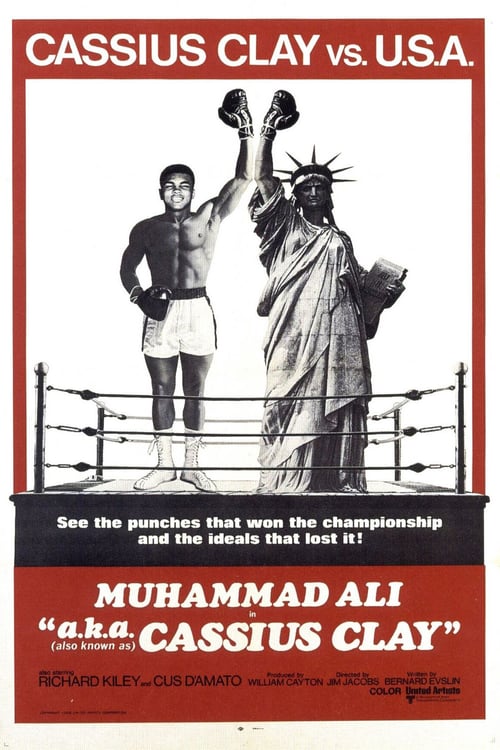 CASSIUS CLAY vs. U.S.A.
See the punches that won the championship
and the ideals that lost it!
MUHAMMAD ALI
in
"a.k.a.
(also known as)
CASSIUS CLAY"
also starring
RICHARD KILEY and CUS D'AMATO
Produced by
WILLIAM CAYTON
Directed by
JIM JACOBS
Written by
BERNARD EVSLIN
COLOR United Artists